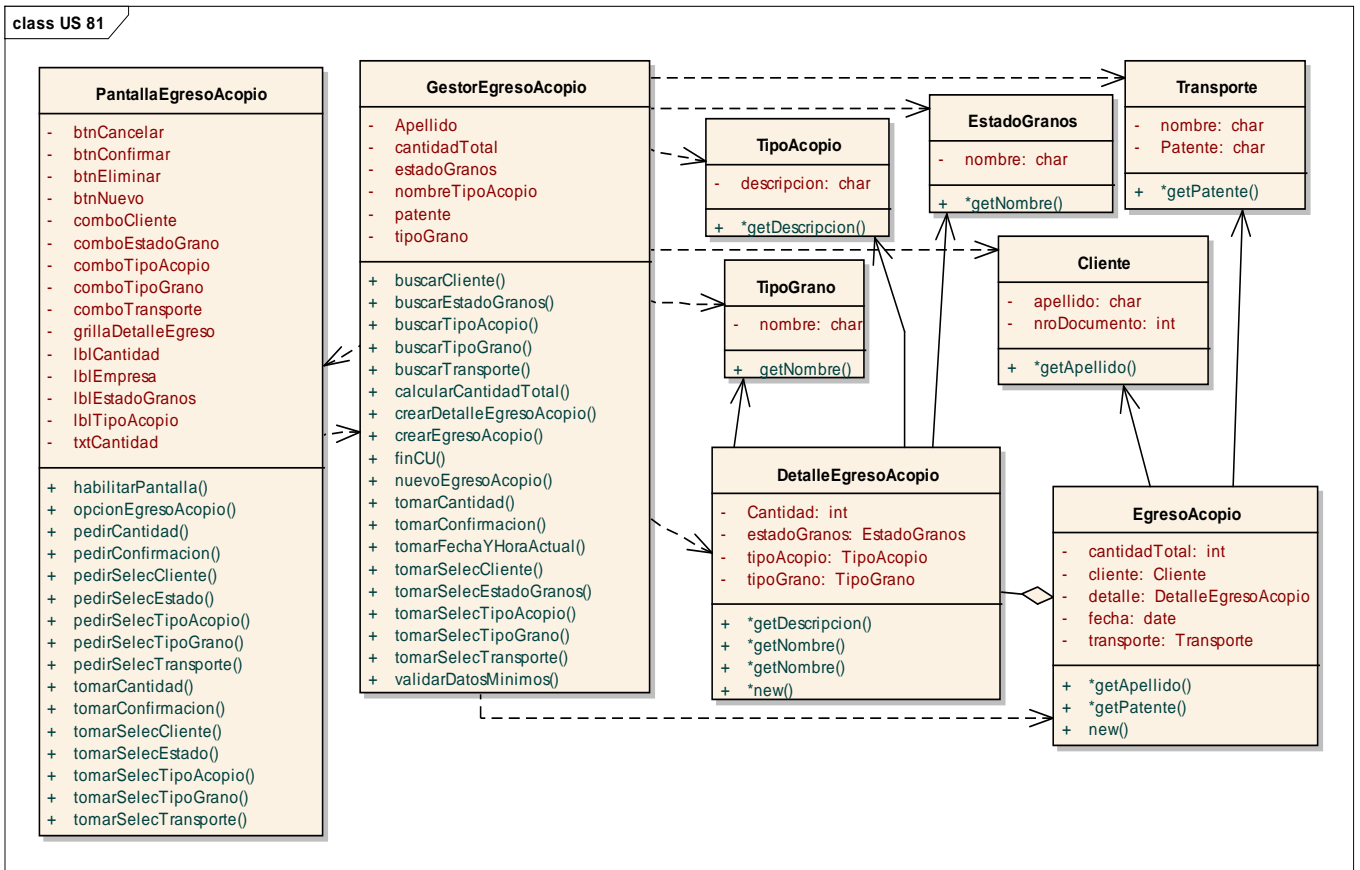 class US 81
PantallaEgresoAcopio
- btnCancelar
- btnConfirmar
- btnEliminar
- btnNuevo
- comboCliente
- comboEstadoGrano
- comboTipoAcopio
- comboTipoGrano
- comboTransporte
- grillaDetalleEgreso
- lblCantidad
- lblEmpresa
- lblEstadoGranos
- lblTipoAcopio
- txtCantidad
+ habilitarPantalla()
+ opcionEgresoAcopio()
+ pedirCantidad()
+ pedirConfirmacion()
+ pedirSelecCliente()
+ pedirSelecEstado()
+ pedirSelecTipoAcopio()
+ pedirSelecTipoGrano()
+ pedirSelecTransporte()
+ tomarCantidad()
+ tomarConfirmacion()
+ tomarSelecCliente()
+ tomarSelecEstado()
+ tomarSelecTipoAcopio()
+ tomarSelecTipoGrano()
+ tomarSelecTransporte()
GestorEgresoAcopio
- Apellido
- cantidadTotal
- estadoGranos
- nombreTipoAcopio
- patente
- tipoGrano
+ buscarCliente()
+ buscarEstadoGranos()
+ buscarTipoAcopio()
+ buscarTipoGrano()
+ buscarTransporte()
+ calcularCantidadTotal()
+ crearDetalleEgresoAcopio()
+ crearEgresoAcopio()
+ finCU()
+ nuevoEgresoAcopio()
+ tomarCantidad()
+ tomarConfirmacion()
+ tomarFechaYHoraActual()
+ tomarSelecCliente()
+ tomarSelecEstadoGranos()
+ tomarSelecTipoAcopio()
+ tomarSelecTipoGrano()
+ tomarSelecTransporte()
+ validarDatosMinimos()
TipoAcopio
- descripcion: char
+ *getDescripcion()
EstadoGranos
- nombre: char
+ *getNombre()
Transporte
- nombre: char
- Patente: char
+ *getPatente()
TipoGrano
- nombre: char
+ getNombre()
Cliente
- apellido: char
- nroDocumento: int
+ *getApellido()
DetalleEgresoAcopio
- Cantidad: int
- estadoGranos: EstadoGranos
- tipoAcopio: TipoAcopio
- tipoGrano: TipoGrano
+ *getDescripcion()
+ *getNombre()
+ *getNombre()
+ *new()
EgresoAcopio
- cantidadTotal: int
- cliente: Cliente
- detalle: DetalleEgresoAcopio
- fecha: date
- transporte: Transporte
+ *getApellido()
+ *getPatente()
+ new()